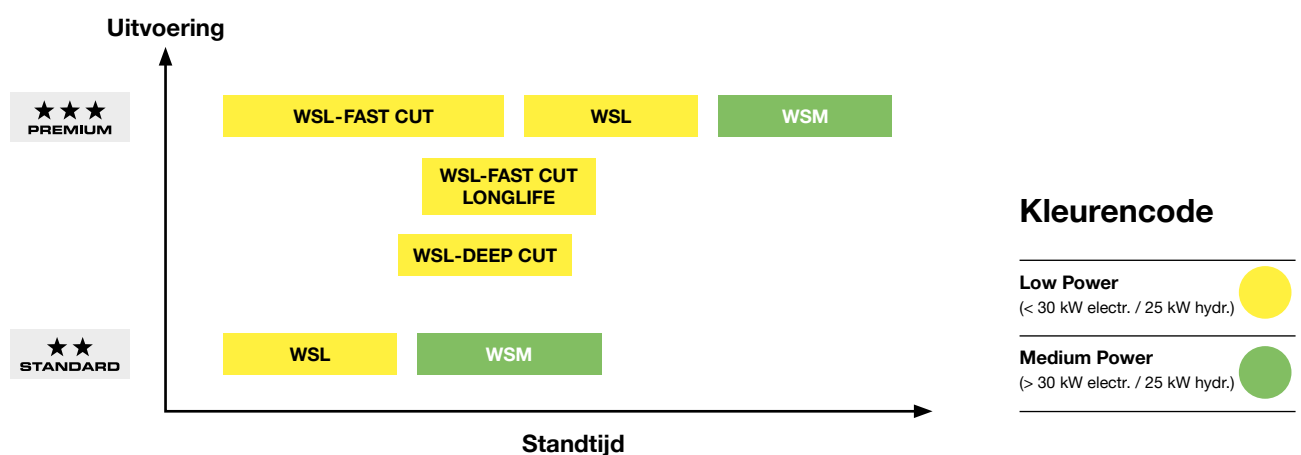 Uitvoering
★★★
PREMIUM
WSL-FAST CUT
WSL
WSM
WSL-FAST CUT
LONGLIFE
WSL-DEEP CUT
★★
STANDARD
WSL
WSM
Standtijd
Kleurencode
Low Power
(< 30 kW electr. / 25 kW hydr.)
Medium Power
(> 30 kW electr. / 25 kW hydr.)